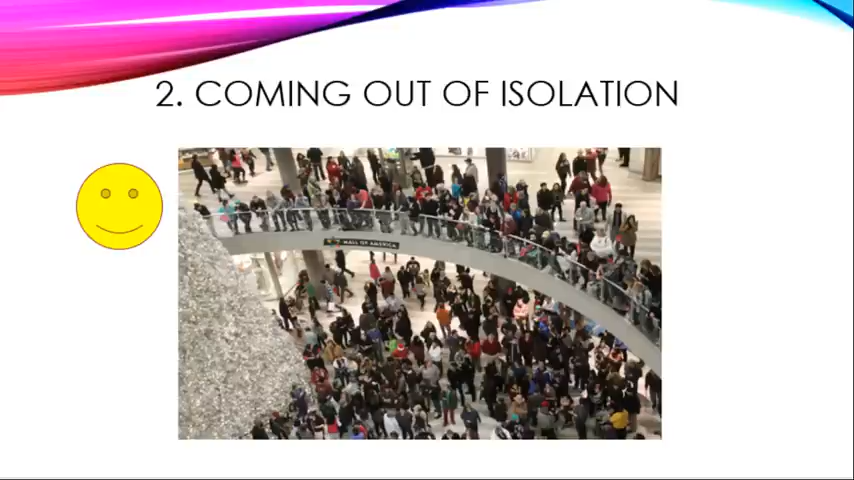 2. COMING OUT OF ISOLATION
MALL OF AMERICA